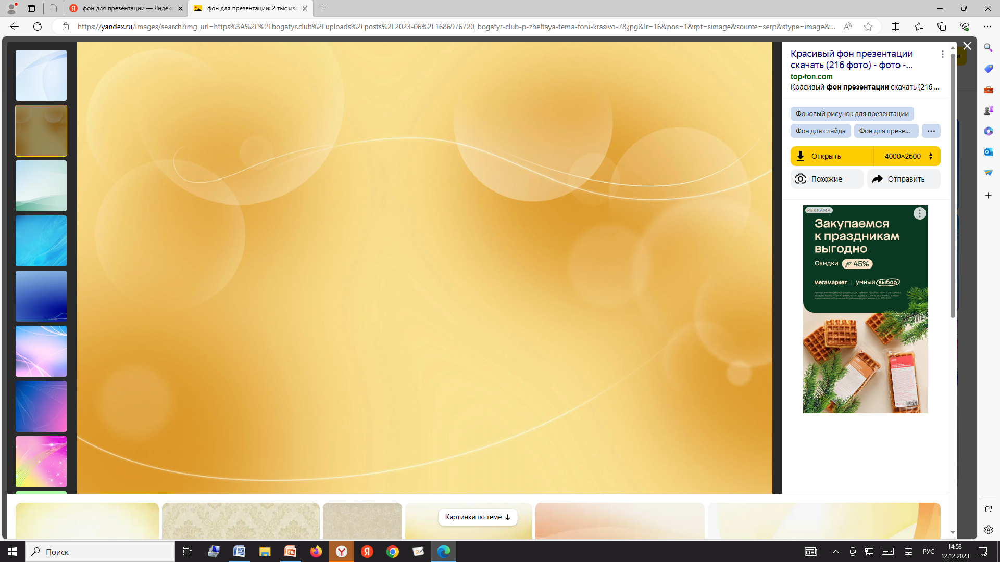 фон для презентации — Яндекс
фон для презентации: 2 тыс изо
https://yandex.ru/images/search?img_url=https%3A%2F%2Fbogatyr.club%2Fuploads%2Fposts%2F2023-06%2F1686976720_bogatyr-club-p-zheltaya-tema-foni-krasivo-78.jpg&lr=16&pos=1&rpt=simage&source=serp&stype=image&...
Красивый фон презентации
скачать (216 фото) - фото -...
top-fon.com
Красивый фон презентации скачать (216 ...
Фоновый рисунок для презентации
Фон для слайда
Фон для презе...
Открыть
4000×2600
Похожие
Отправить
РЕКЛАМА
Закупаемся
к праздникам
выгодно
Скидки до 45%
мегамаркет | умный выбор
Картинки по теме
Поиск
РУС
14:53
12.12.2023